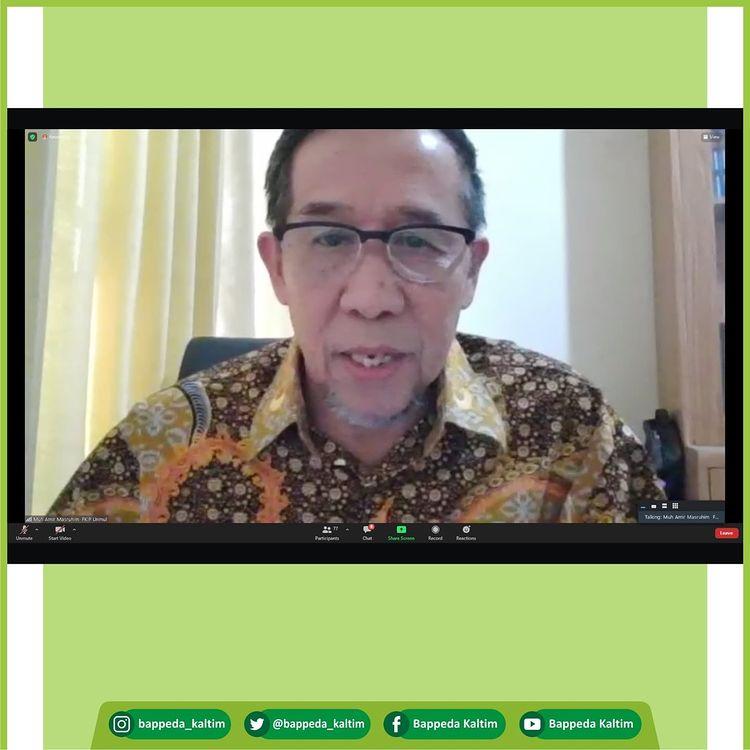 View
Muh Amir Masruhim- FKIP Unmul
Talking: Muh Amir Masruhim- F...
Unmute
Start Video
77
Participants
Chat
Share Screen
Record
Reactions
Leave
bappeda_kaltim
@bappeda_kaltim
Bappeda Kaltim
Bappeda Kaltim